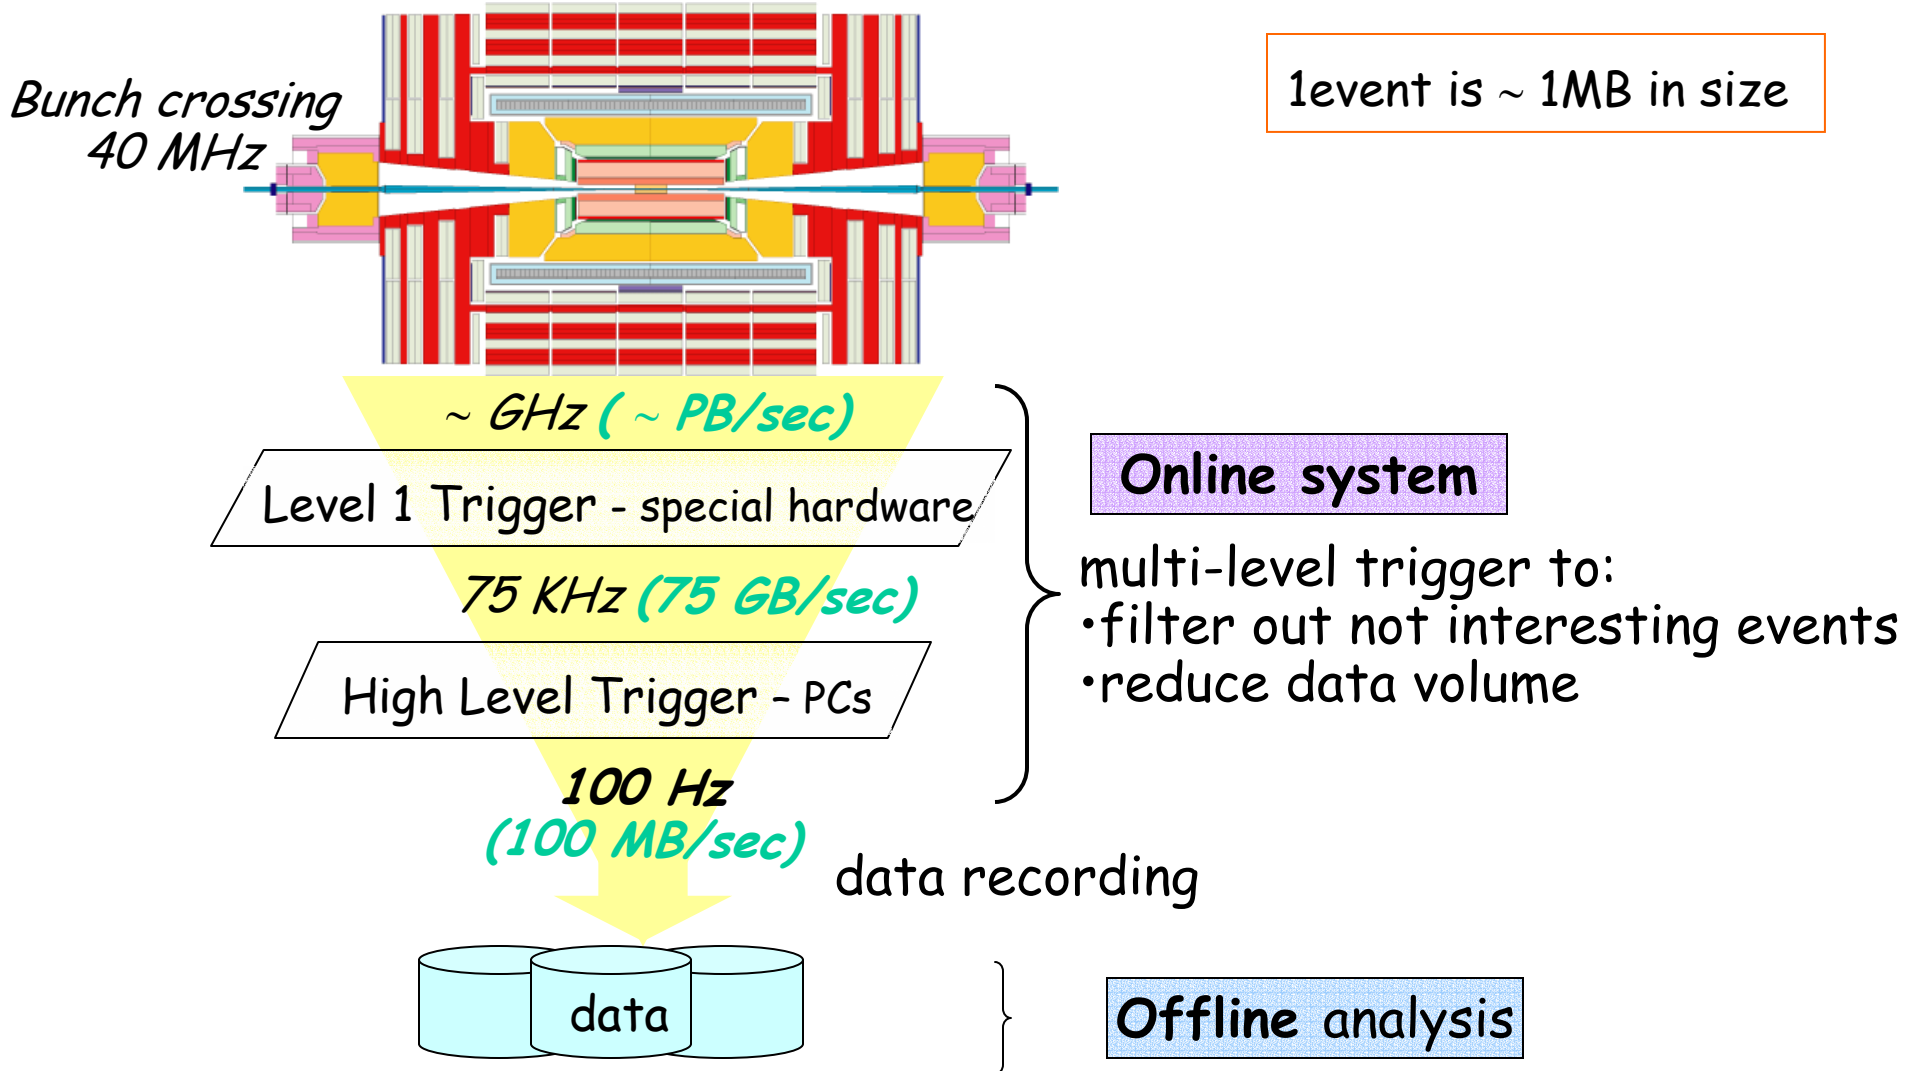 Bunch crossing
40 MHz
1event is ~ 1MB in size
~ GHz ( ~ PB/sec)
Level 1 Trigger - special hardware
75 KHz (75 GB/sec)
High Level Trigger – PCs
100 Hz
(100 MB/sec)
Online system
multi-level trigger to:
•filter out not interesting events
•reduce data volume
data recording
data
Offline analysis